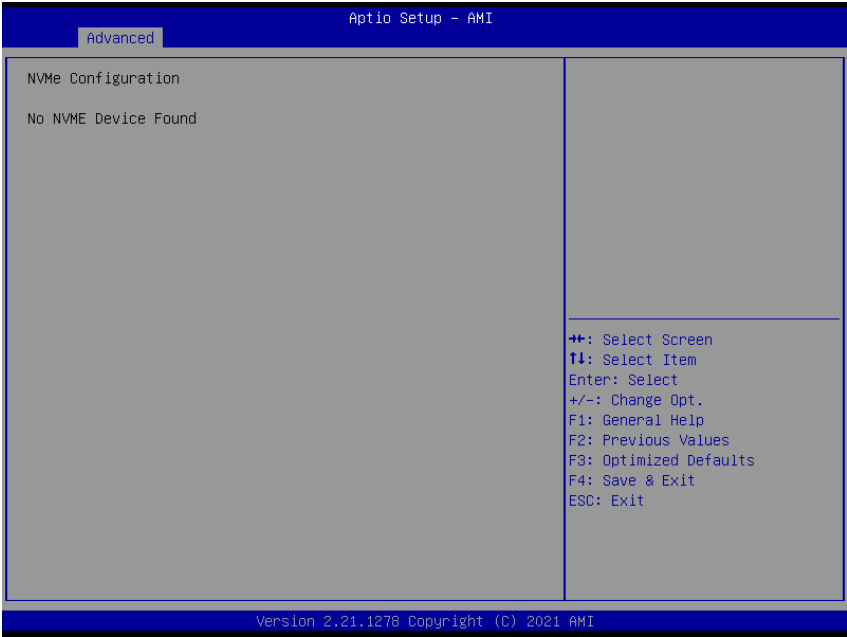 Aptio Setup – AMI
Advanced
NVMe Configuration
No NVME Device Found
→←: Select Screen
↑↓: Select Item
Enter: Select
+/-: Change Opt.
F1: General Help
F2: Previous Values
F3: Optimized Defaults
F4: Save & Exit
ESC: Exit
Version 2.21.1278 Copyright (C) 2021 AMI